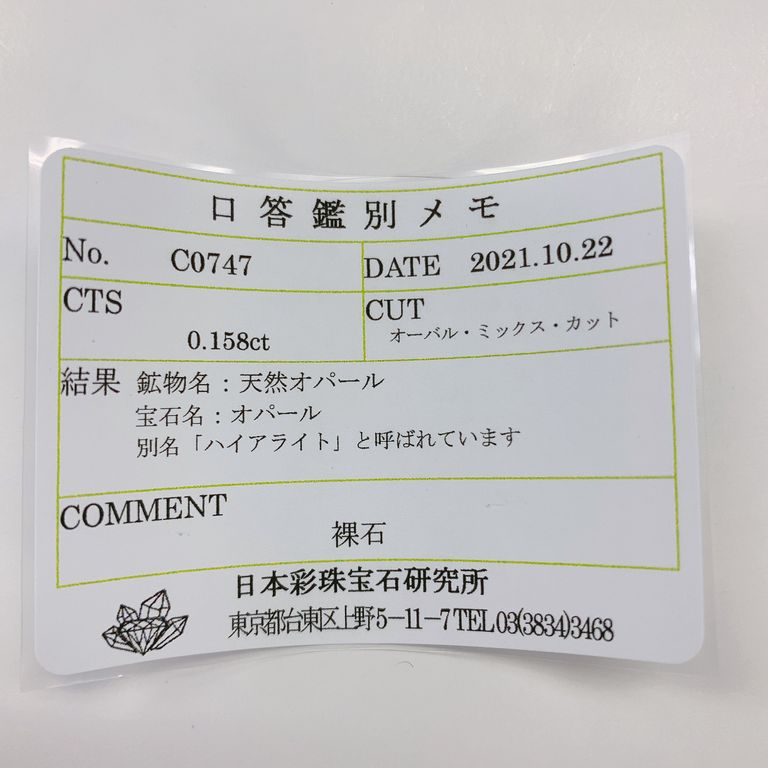 口答鑑別メモ
No. C0747
DATE 2021.10.22
CTS
0.158ct
CUT
オーバル・ミックス・カット
結果 鉱物名：天然オパール
宝石名：オパール
別名「ハイアライト」と呼ばれています
COMMENT
裸石
日本彩珠宝石研究所
東京都台東区上野5－11－7 TEL 03(3834)3468